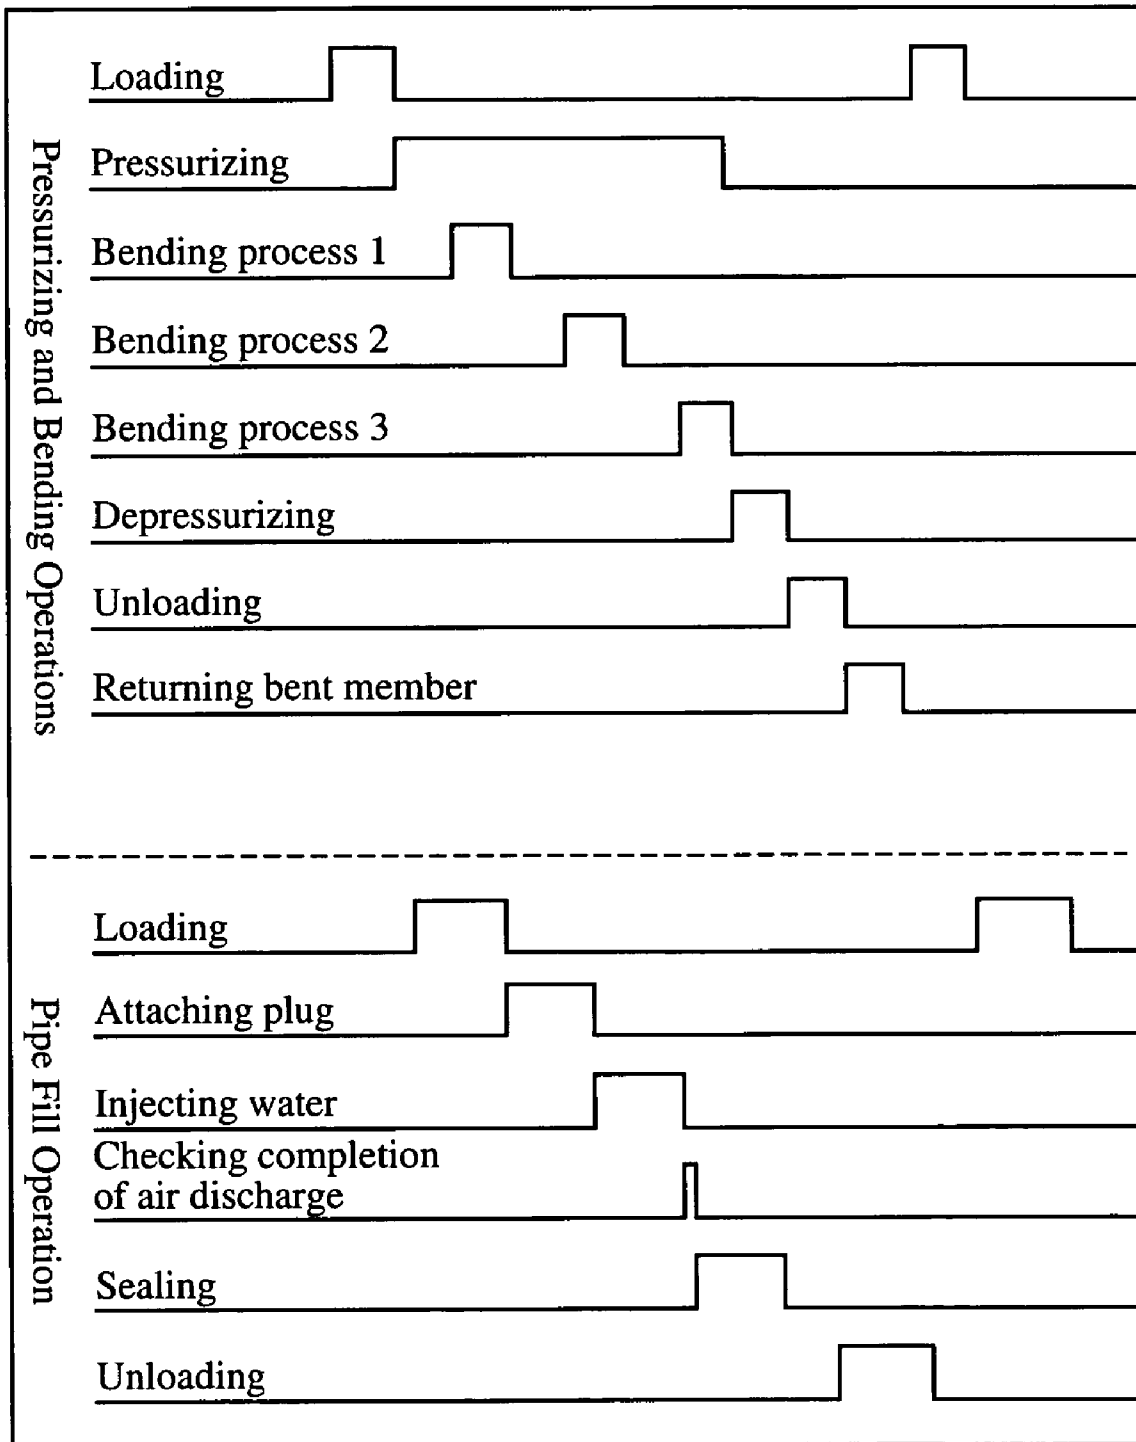 Pressurizing and Bending Operations
Loading
Pressurizing
Bending process 1
Bending process 2
Bending process 3
Depressurizing
Unloading
Returning bent member
Pipe Fill Operation
Loading
Attaching plug
Injecting water
Checking completion
of air discharge
Sealing
Unloading